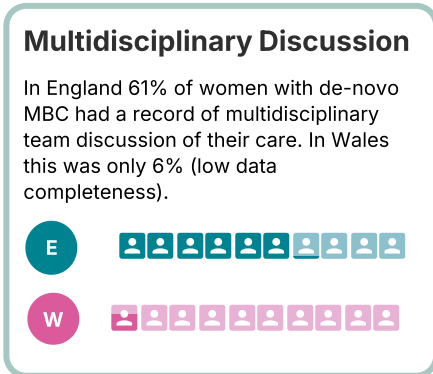 Multidisciplinary Discussion
In England 61% of women with de-novo
MBC had a record of multidisciplinary
team discussion of their care. In Wales
this was only 6% (low data
completeness).
E
W